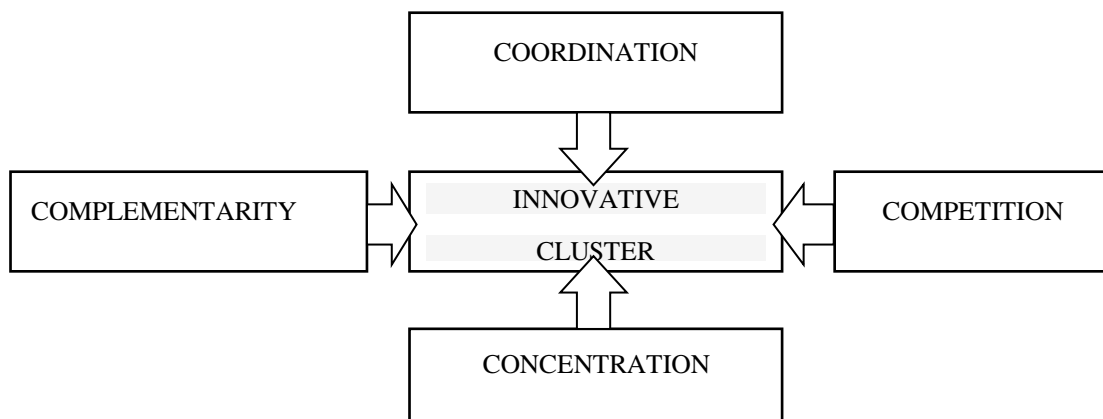 COORDINATION
COMPLEMENTARITY
INNOVATIVE
CLUSTER
COMPETITION
CONCENTRATION